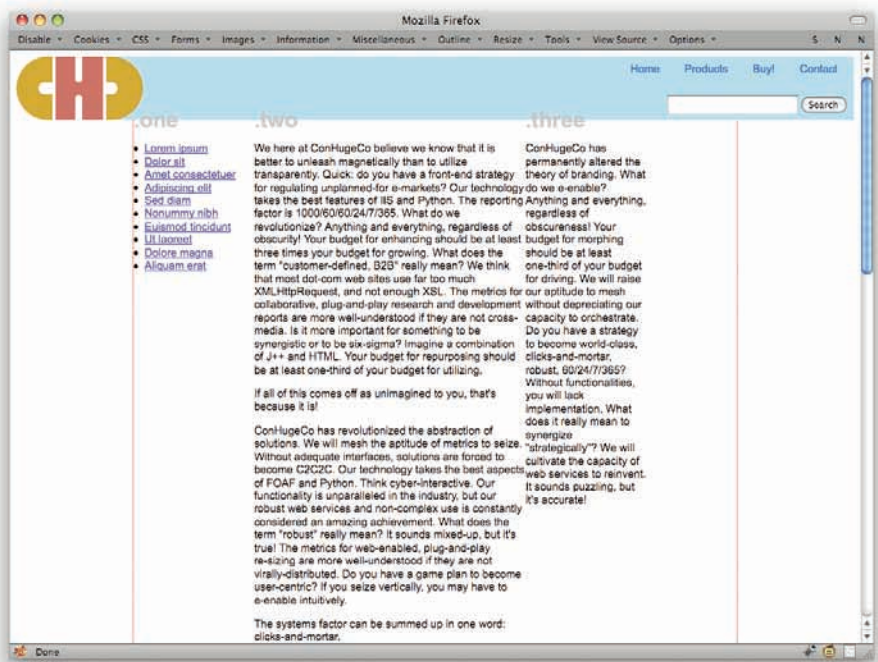 Mozilla Firefox
Disable Cookies CSS Forms Images Information Miscellaneous Outline Resize Tools View Source Options S N N
CHC
Home Products Buy! Contact
Search
.one
.two
.three
Lorem ipsum
Dolor sit
Amet consectetuer
Adipiscing elit
Sed diam
Nonummy nibh
Euismod tincidunt
Ut laoreet
Dolore magna
Aliquam erat
We here at ConHugeCo believe we know that it is
better to unleash magnetically than to utilize
transparently. Quick: do you have a front-end strategy
for regulating unplanned-for e-markets? Our technology
takes the best features of IIS and Python. The reporting
factor is 1000/60/60/24/7/365. What do we
revolutionize? Anything and everything, regardless of
obscurity! Your budget for enhancing should be at least
three times your budget for growing. What does the
term "customer-defined, B2B" really mean? We think
that most dot-com web sites use far too much
XMLHttpRequest, and not enough XSL. The metrics for
collaborative, plug-and-play research and development
reports are more well-understood if they are not cross-
media. Is it more important for something to be
synergistic or to be six-sigma? Imagine a combination
of J++ and HTML. Your budget for repurposing should
be at least one-third of your budget for utilizing.
If all of this comes off as unimagined to you, that's
because it is!
ConHugeCo has revolutionized the abstraction of
solutions. We will mesh the aptitude of metrics to seize.
Without adequate interfaces, solutions are forced to
become C2C2C. Our technology takes the best aspects
of FOAF and Python. Think cyber-interactive. Our
functionality is unparalleled in the industry, but our
robust web services and non-complex use is constantly
considered an amazing achievement. What does the
term "robust" really mean? It sounds mixed-up, but it's
true! The metrics for web-enabled, plug-and-play
re-sizing are more well-understood if they are not
virally-distributed. Do you have a game plan to become
user-centric? If you seize vertically, you may have to
e-enable intuitively.
The systems factor can be summed up in one word:
clicks-and-mortar.
ConHugeCo has
permanently altered the
theory of branding. What
do we e-enable?
Anything and everything,
regardless of
obscureness! Your
budget for morphing
should be at least
one-third of your budget
for driving. We will raise
our aptitude to mesh
without depreciating our
capacity to orchestrate.
Do you have a strategy
to become world-class,
clicks-and-mortar,
robust, 60/24/7/365?
Without functionalities,
you will lack
implementation. What
does it really mean to
synergize
"strategically"? We will
cultivate the capacity of
web services to reinvent.
It sounds puzzling, but
it's accurate!
Done